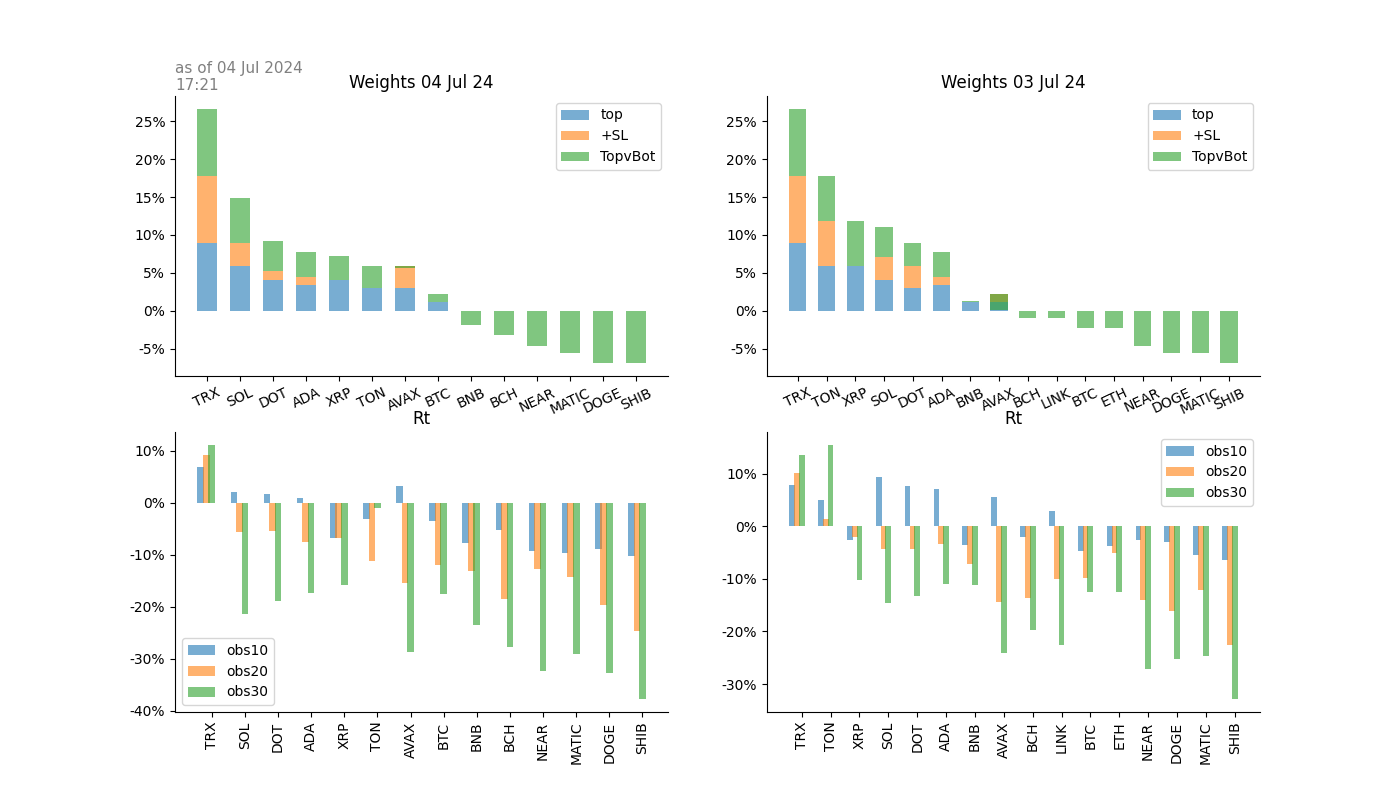 as of 04 Jul 2024
17:21
Weights 04 Jul 24
25%
20%
15%
10%
5%
0%
-5%
top
+SL
TopvBot
TRX SOL DOT ADA XRP TON AVAX BTC BNB BCH NEAR MATIC DOGE SHIB
Weights 03 Jul 24
25%
20%
15%
10%
5%
0%
-5%
top
+SL
TopvBot
TRX TON XRP SOL DOT ADA BNB AVAX BCH LINK BTC ETH NEAR DOGE MATIC SHIB
Rt
10%
0%
-10%
-20%
-30%
-40%
obs10
obs20
obs30
TRX SOL DOT ADA XRP TON AVAX BTC BNB BCH NEAR MATIC DOGE SHIB
Rt
10%
0%
-10%
-20%
-30%
obs10
obs20
obs30
TRX TON XRP SOL DOT ADA BNB AVAX BCH LINK BTC ETH NEAR DOGE MATIC SHIB